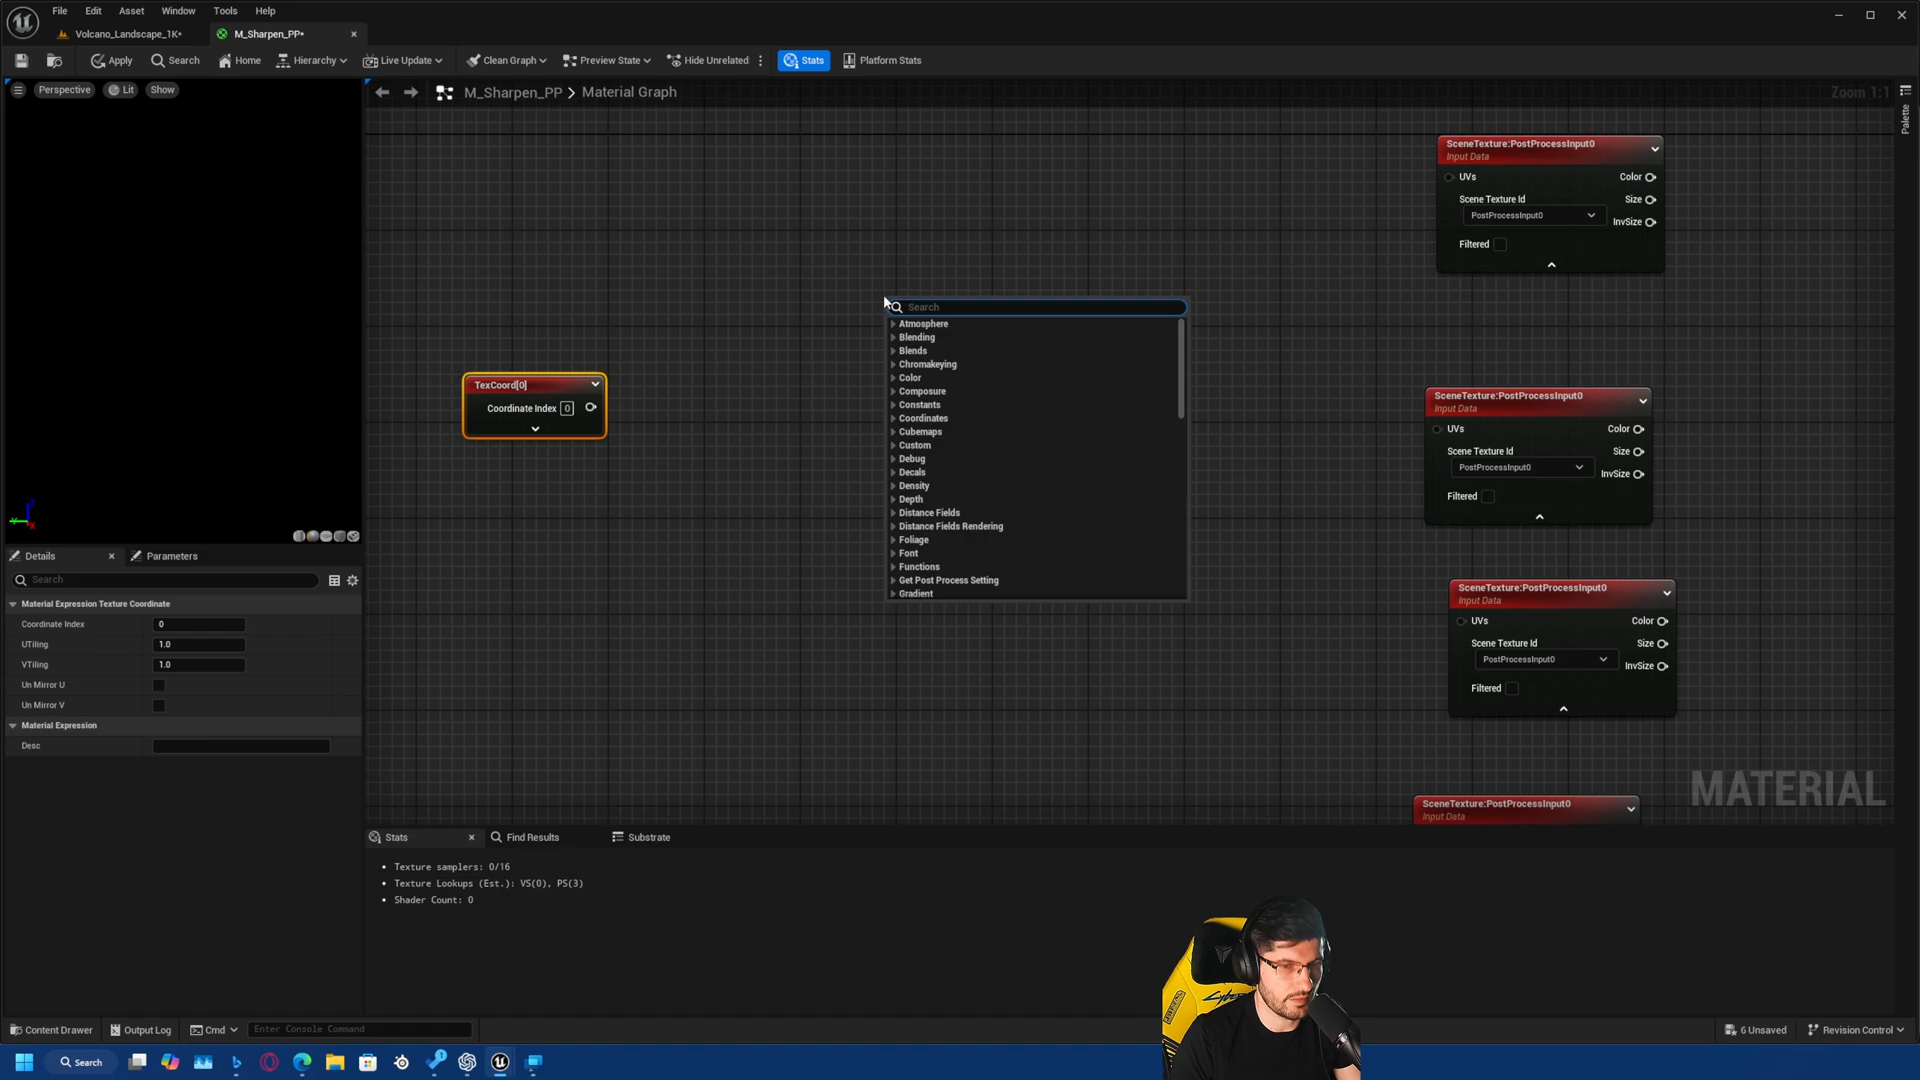 File Edit Asset Window Tools Help
Volcano_Landscape_1K* M_Sharpen_PP*
Apply Search Home Hierarchy Live Update Clean Graph Preview State Hide Unrelated Stats Platform Stats
Perspective Lit Show
M_Sharpen_PP > Material Graph
Zoom 1:1
Palette
SceneTexture:PostProcessInput0
Input Data
UVs Color
Scene Texture Id Size
PostProcessInput0 InvSize
Filtered
Search
Atmosphere
Blending
Blends
Chromakeying
Color
Composure
Constants
Coordinates
Cubemaps
Custom
Debug
Decals
Density
Depth
Distance Fields
Distance Fields Rendering
Foliage
Font
Functions
Get Post Process Setting
Gradient
TexCoord[0]
Coordinate Index 0
SceneTexture:PostProcessInput0
Input Data
UVs Color
Scene Texture Id Size
PostProcessInput0 InvSize
Filtered
SceneTexture:PostProcessInput0
Input Data
UVs Color
Scene Texture Id Size
PostProcessInput0 InvSize
Filtered
SceneTexture:PostProcessInput0
Input Data
MATERIAL
Details Parameters
Search
Material Expression Texture Coordinate
Coordinate Index 0
UTiling 1.0
VTiling 1.0
Un Mirror U
Un Mirror V
Material Expression
Desc
Stats Find Results Substrate
Texture samplers: 0/16
Texture Lookups (Est.): VS(0), PS(3)
Shader Count: 0
Content Drawer Output Log Cmd Enter Console Command 6 Unsaved Revision Control
Search